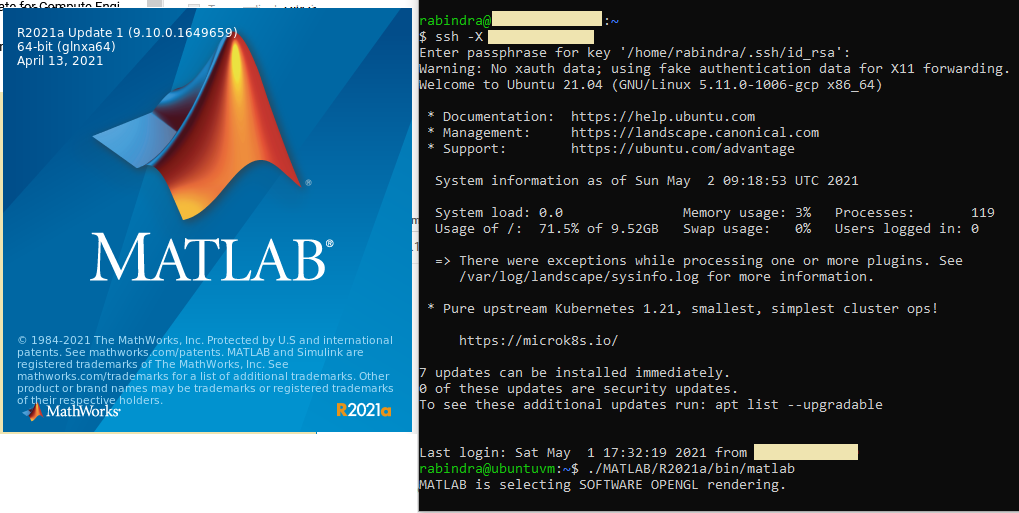 R2021a Update 1 (9.10.0.1649659)
64-bit (glnxa64)
April 13, 2021
MATLAB®
© 1984-2021 The MathWorks, Inc. Protected by U.S and international
patents. See mathworks.com/patents. MATLAB and Simulink are
registered trademarks of The MathWorks, Inc. See
mathworks.com/trademarks for a list of additional trademarks. Other
product or brand names may be trademarks or registered trademarks
of their respective holders.
MathWorks®
R2021a
rabindra@ :~
$ ssh -X
Enter passphrase for key '/home/rabindra/.ssh/id_rsa':
Warning: No xauth data; using fake authentication data for X11 forwarding.
Welcome to Ubuntu 21.04 (GNU/Linux 5.11.0-1006-gcp x86_64)
* Documentation: https://help.ubuntu.com
* Management: https://landscape.canonical.com
* Support: https://ubuntu.com/advantage
System information as of Sun May 2 09:18:53 UTC 2021
System load: 0.0 Memory usage: 3% Processes: 119
Usage of /: 71.5% of 9.52GB Swap usage: 0% Users logged in: 0
=> There were exceptions while processing one or more plugins. See
/var/log/landscape/sysinfo.log for more information.
* Pure upstream Kubernetes 1.21, smallest, simplest cluster ops!
https://microk8s.io/
7 updates can be installed immediately.
0 of these updates are security updates.
To see these additional updates run: apt list --upgradable
Last login: Sat May 1 17:32:19 2021 from
rabindra@ubuntuvm:~$ ./MATLAB/R2021a/bin/matlab
MATLAB is selecting SOFTWARE OPENGL rendering.